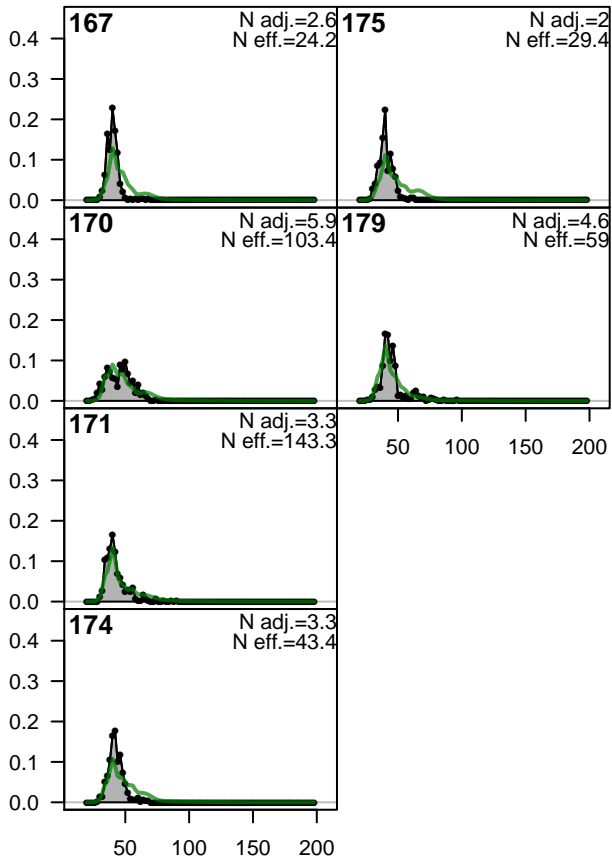 167 N adj.=2.6
N eff.=24.2
175 N adj.=2
N eff.=29.4
0.4
0.3
0.2
0.1
0.0
170 N adj.=5.9
N eff.=103.4
179 N adj.=4.6
N eff.=59
0.4
0.3
0.2
0.1
0.0
50 100 150 200
171 N adj.=3.3
N eff.=143.3
0.4
0.3
0.2
0.1
0.0
174 N adj.=3.3
N eff.=43.4
0.4
0.3
0.2
0.1
0.0
50 100 150 200